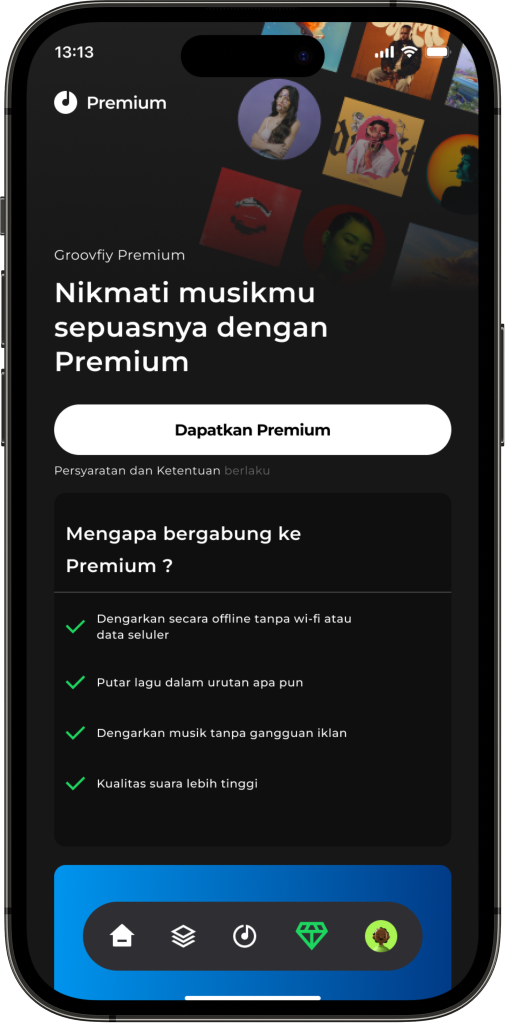 13:13
Premium
Groovfiy Premium
Nikmati musikmu
sepuasnya dengan
Premium
Dapatkan Premium
Persyaratan dan Ketentuan berlaku
Mengapa bergabung ke
Premium ?
Dengarkan secara offline tanpa wi-fi atau
data seluler
Putar lagu dalam urutan apa pun
Dengarkan musik tanpa gangguan iklan
Kualitas suara lebih tinggi